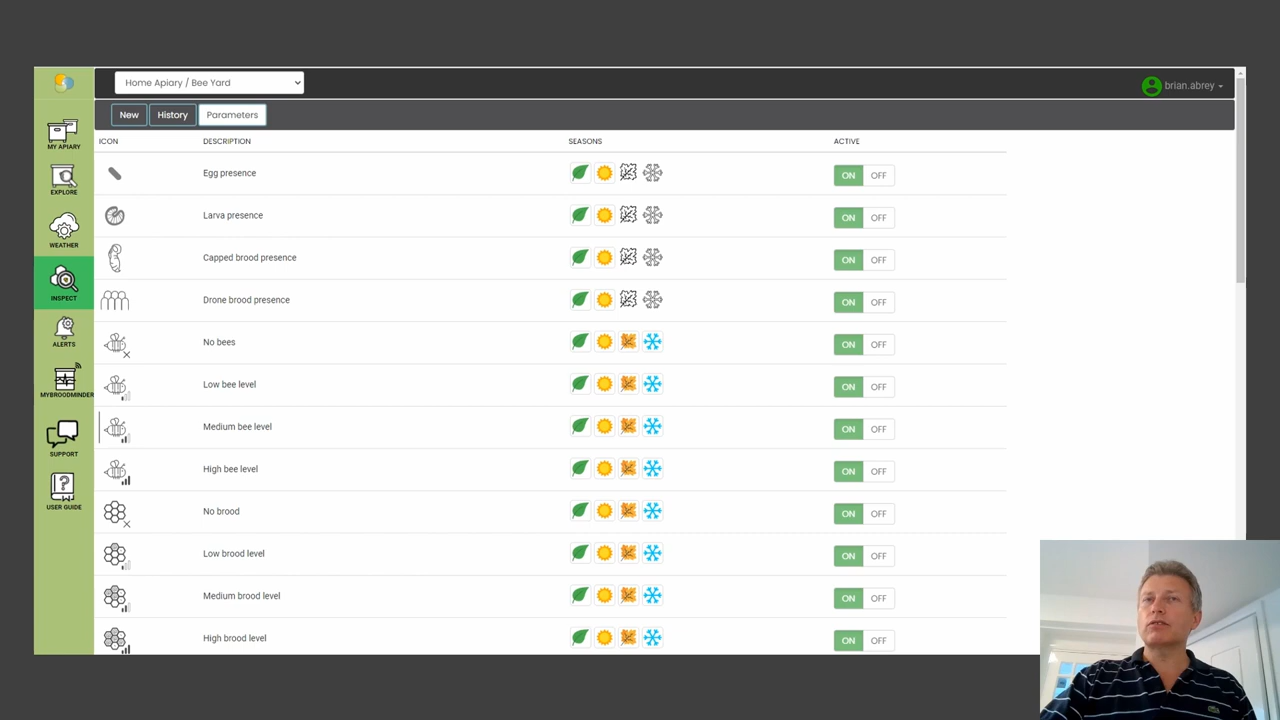 Home Apiary / Bee Yard
brian.abrey
New History Parameters
ICON DESCRIPTION SEASONS ACTIVE
MY APIARY
EXPLORE
WEATHER
INSPECT
ALERTS
MYBROODMINDER
SUPPORT
USER GUIDE
Egg presence ON OFF
Larva presence ON OFF
Capped brood presence ON OFF
Drone brood presence ON OFF
No bees ON OFF
Low bee level ON OFF
Medium bee level ON OFF
High bee level ON OFF
No brood ON OFF
Low brood level ON OFF
Medium brood level ON OFF
High brood level ON OFF